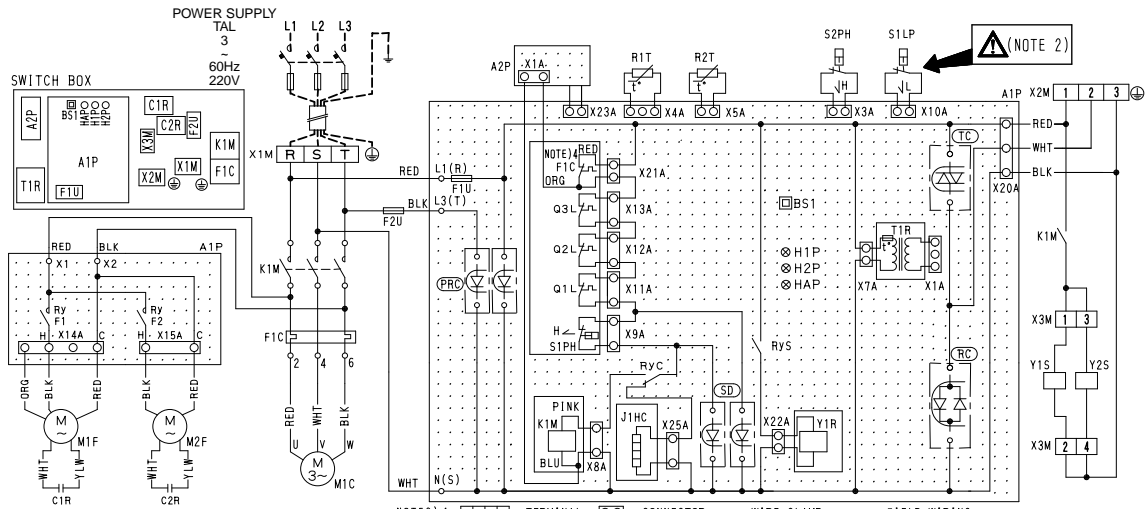 POWER SUPPLY
TAL
3
~
60Hz
220V
L1 L2 L3
SWITCH BOX
A2P
BS1
HAP
H1P
H2P
C1R
C2R
X3M
F2U
K1M
A1P
X1M
F1C
T1R
F1U
X2M
X1M R S T
RED
L1(R)
F1U
BLK
L3(T)
F2U
RED BLK A1P
X1 X2
Ry
F1
Ry
F2
H X14A C H X15A C
ORG
BLK
RED
BLK
RED
M
~
M1F
M
~
M2F
WHT
YLW
WHT
YLW
C1R
C2R
K1M
F1C
2 4 6
RED
WHT
BLK
U V W
M
3~
M1C
A2P X1A
R1T R2T
t° t°
S2PH S1LP
H L
⚠(NOTE 2)
X23A X4A X5A X3A X10A
A1P X2M 1 2 3
RED
WHT
BLK
X20A
NOTE)4 RED
F1C
ORG
X21A
Q3L X13A
Q2L X12A
Q1L X11A
H
S1PH
X9A
PRC
BS1
H1P
H2P
HAP
TC
T1R
t°
X7A X1A
RyS
RyC
SD
RC
PINK
K1M
BLU
X8A
J1HC
X25A
X22A
Y1R
WHT N(S)
K1M
X3M 1 3
Y1S Y2S
X3M 2 4